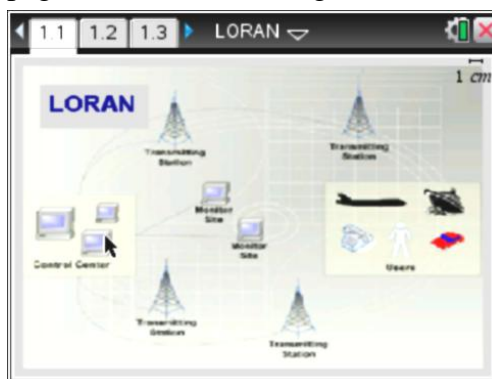 1.1 1.2 1.3 LORAN
1 cm
LORAN
Transmitting
Station
Transmitting
Station
Monitor
Site
Monitor
Site
Control Center
Users
Transmitting
Station
Transmitting
Station